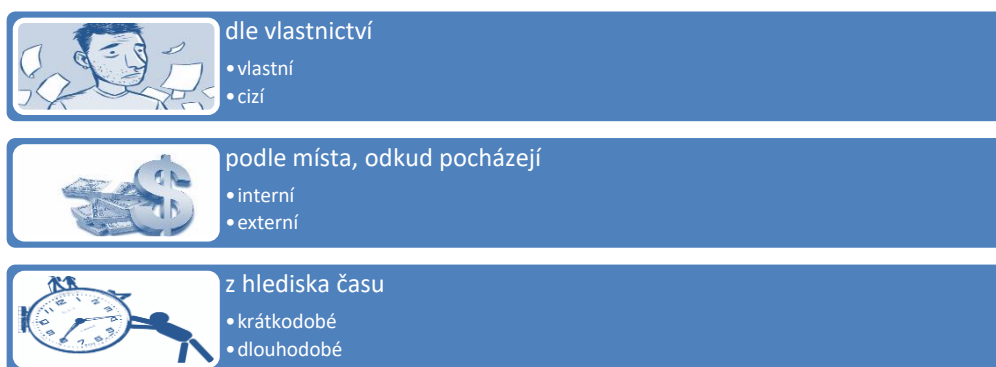 dle vlastnictví
•vlastní
•cizí
podle místa, odkud pocházejí
•interní
•externí
z hlediska času
•krátkodobé
•dlouhodobé